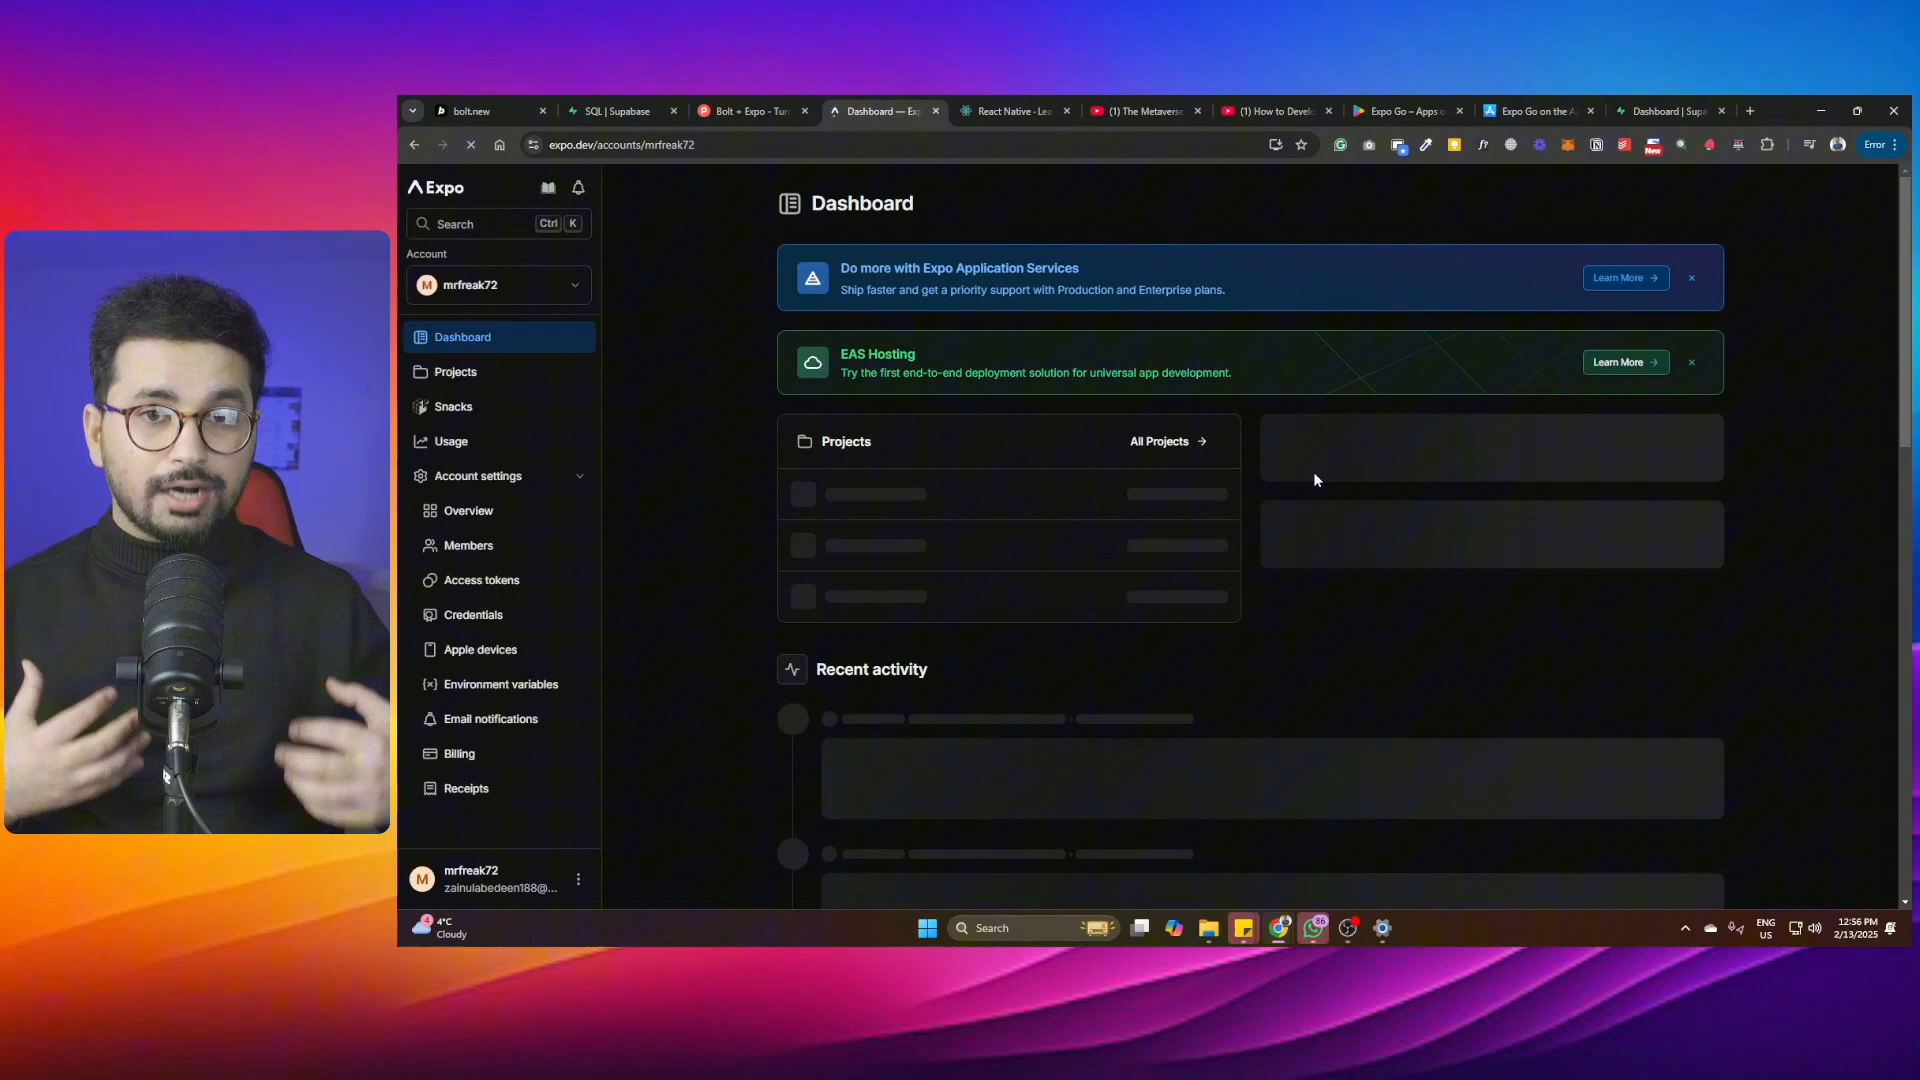 bolt.new
SQL | Supabase
Bolt + Expo - Tur
Dashboard — Ex
React Native · Lea
(1) The Metaverse
(1) How to Develo
Expo Go – Apps o
Expo Go on the A
Dashboard | Supa
expo.dev/accounts/mrfreak72
New
Error
Expo
Search
Ctrl
K
Account
M
mrfreak72
Dashboard
Projects
Snacks
Usage
Account settings
Overview
Members
Access tokens
Credentials
Apple devices
Environment variables
Email notifications
Billing
Receipts
M
mrfreak72
zainulabedeen188@...
Dashboard
Do more with Expo Application Services
Ship faster and get a priority support with Production and Enterprise plans.
Learn More
EAS Hosting
Try the first end-to-end deployment solution for universal app development.
Learn More
Projects
All Projects
Recent activity
4
4°C
Cloudy
Search
86
ENG
US
12:56 PM
2/13/2025